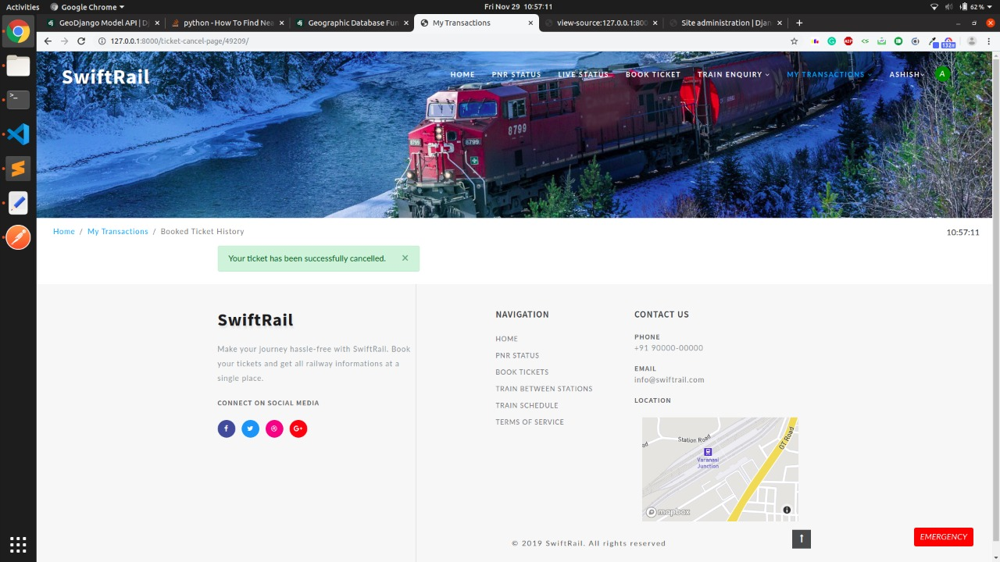 Activities
Google Chrome
Fri Nov 29 10:57:11
62 %
GeoDjango Model API | Dj
python - How To Find Nea
Geographic Database Fun
My Transactions
view-source:127.0.0.1:800
Site administration | Djan
127.0.0.1:8000/ticket-cancel-page/49209/
SwiftRail
HOME
PNR STATUS
LIVE STATUS
BOOK TICKET
TRAIN ENQUIRY
MY TRANSACTIONS
ASHISH
A
8799
8799
8799
Home / My Transactions / Booked Ticket History
10:57:11
Your ticket has been successfully cancelled. ×
SwiftRail
Make your journey hassle-free with SwiftRail. Book
your tickets and get all railway informations at a
single place.
CONNECT ON SOCIAL MEDIA
NAVIGATION
HOME
PNR STATUS
BOOK TICKETS
TRAIN BETWEEN STATIONS
TRAIN SCHEDULE
TERMS OF SERVICE
CONTACT US
PHONE
+91 90000-00000
EMAIL
info@swiftrail.com
LOCATION
Station Road
ad
GT Road
Varanasi
Junction
mapbox
© 2019 SwiftRail. All rights reserved
EMERGENCY